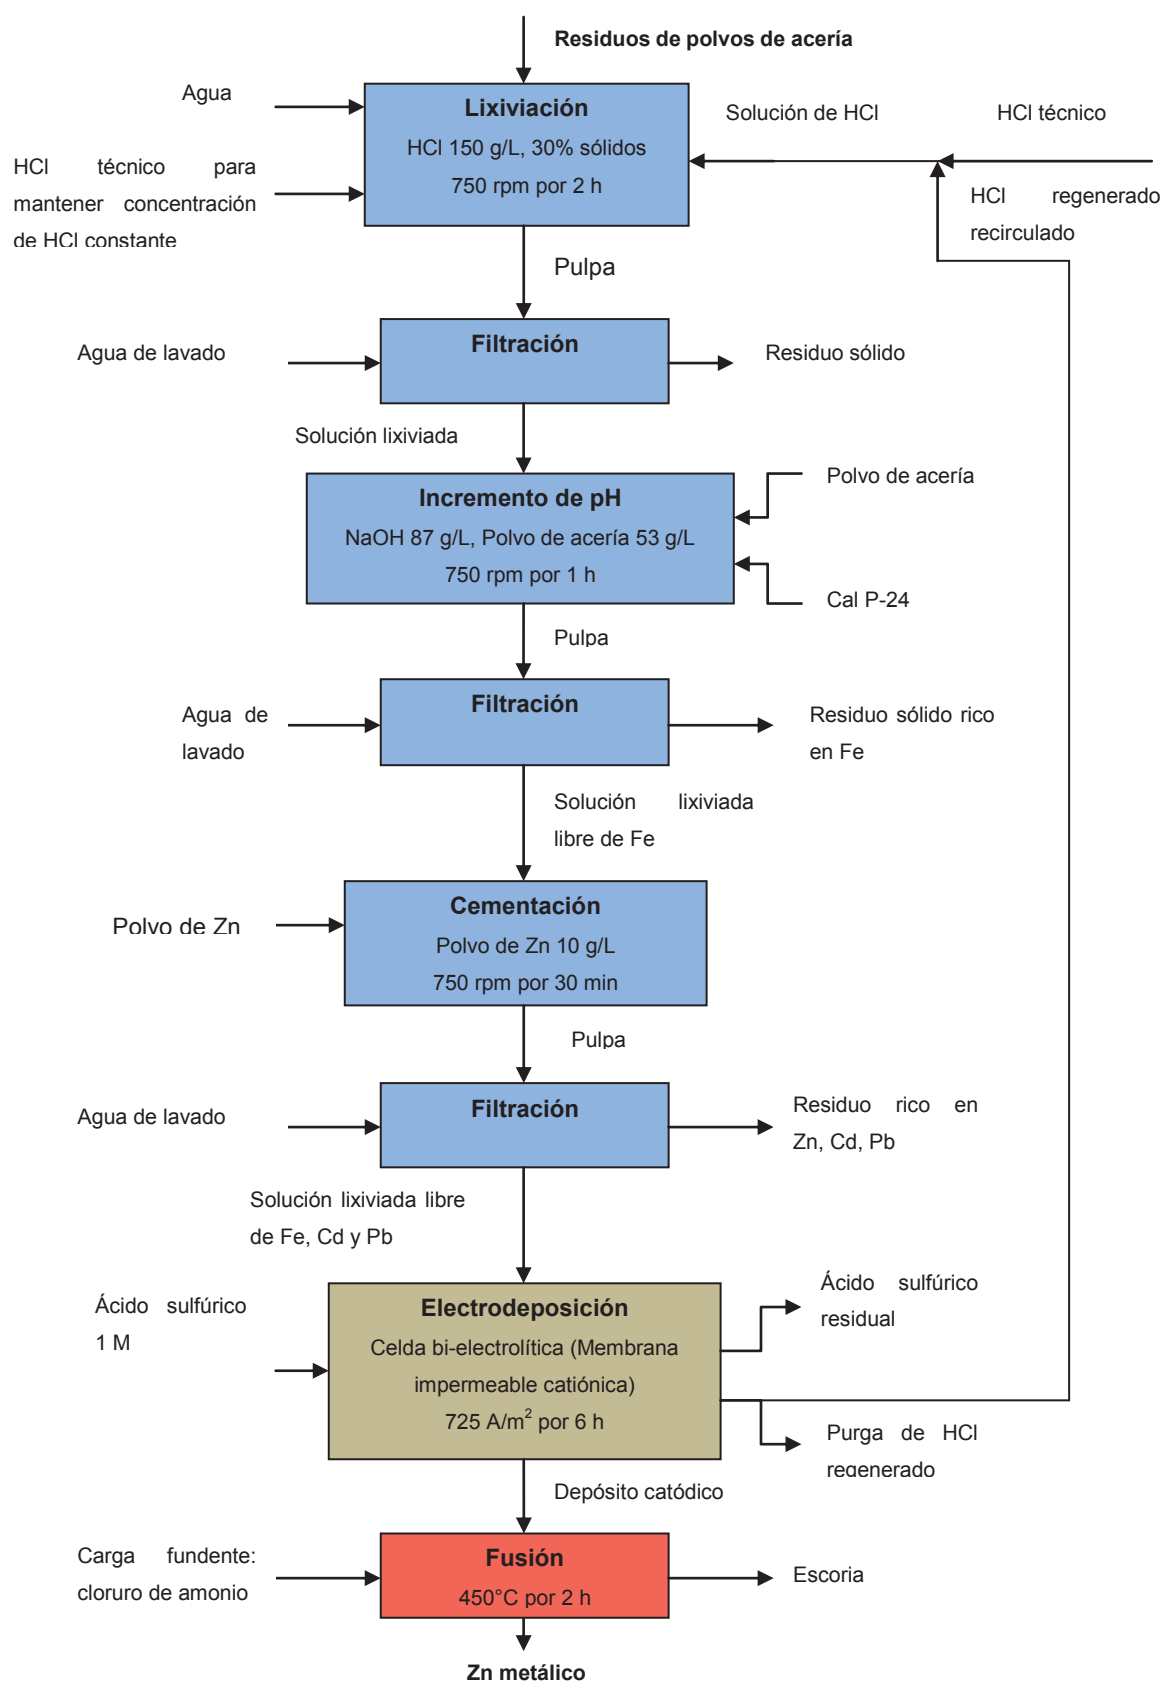 Residuos de polvos de acería
Agua
Lixiviación
HCl 150 g/L, 30% sólidos
750 rpm por 2 h
Solución de HCl
HCl técnico
HCl técnico para
mantener concentración
de HCl constante
HCl regenerado
recirculado
Pulpa
Agua de lavado
Filtración
Residuo sólido
Solución lixiviada
Incremento de pH
NaOH 87 g/L, Polvo de acería 53 g/L
750 rpm por 1 h
Polvo de acería
Cal P-24
Pulpa
Agua de
lavado
Filtración
Residuo sólido rico
en Fe
Solución lixiviada
libre de Fe
Polvo de Zn
Cementación
Polvo de Zn 10 g/L
750 rpm por 30 min
Pulpa
Agua de lavado
Filtración
Residuo rico en
Zn, Cd, Pb
Solución lixiviada libre
de Fe, Cd y Pb
Ácido sulfúrico
1 M
Electrodeposición
Celda bi-electrolítica (Membrana
impermeable catiónica)
725 A/m² por 6 h
Ácido sulfúrico
residual
Purga de HCl
regenerado
Depósito catódico
Carga fundente:
cloruro de amonio
Fusión
450°C por 2 h
Escoria
Zn metálico